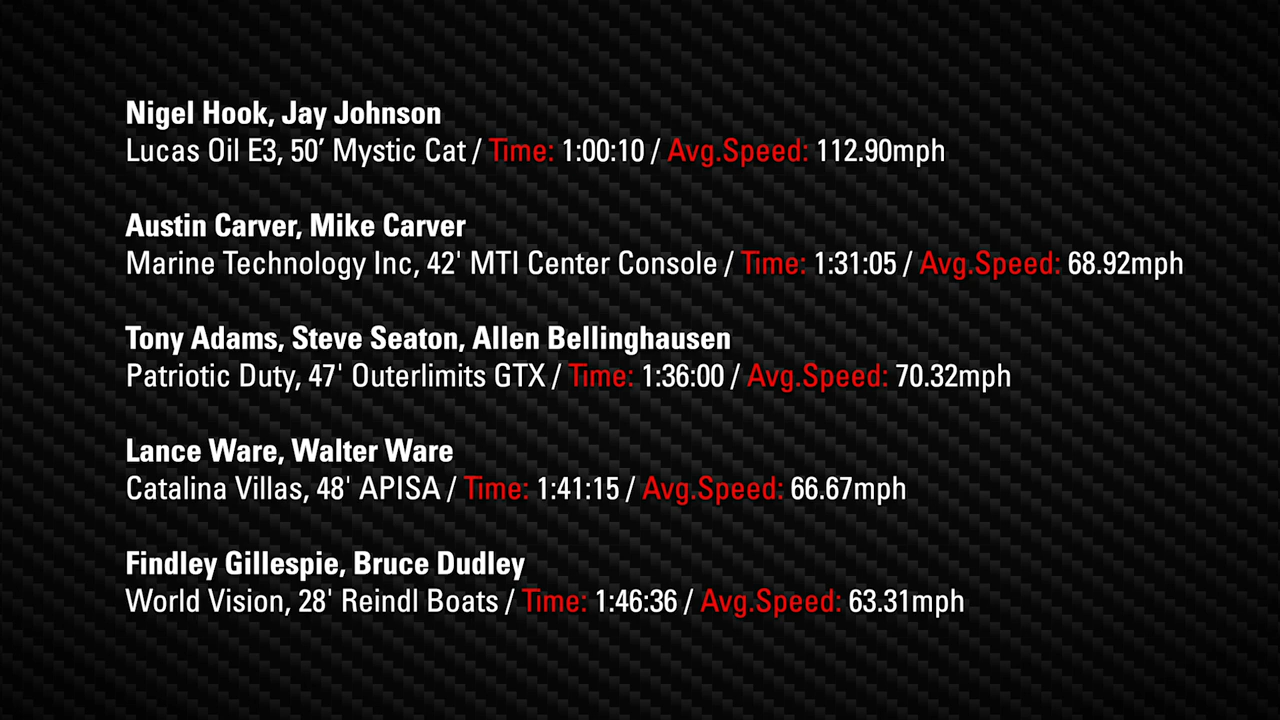 Nigel Hook, Jay Johnson
Lucas Oil E3, 50’ Mystic Cat / Time: 1:00:10 / Avg.Speed: 112.90mph
Austin Carver, Mike Carver
Marine Technology Inc, 42' MTI Center Console / Time: 1:31:05 / Avg.Speed: 68.92mph
Tony Adams, Steve Seaton, Allen Bellinghausen
Patriotic Duty, 47' Outerlimits GTX / Time: 1:36:00 / Avg.Speed: 70.32mph
Lance Ware, Walter Ware
Catalina Villas, 48' APISA / Time: 1:41:15 / Avg.Speed: 66.67mph
Findley Gillespie, Bruce Dudley
World Vision, 28' Reindl Boats / Time: 1:46:36 / Avg.Speed: 63.31mph